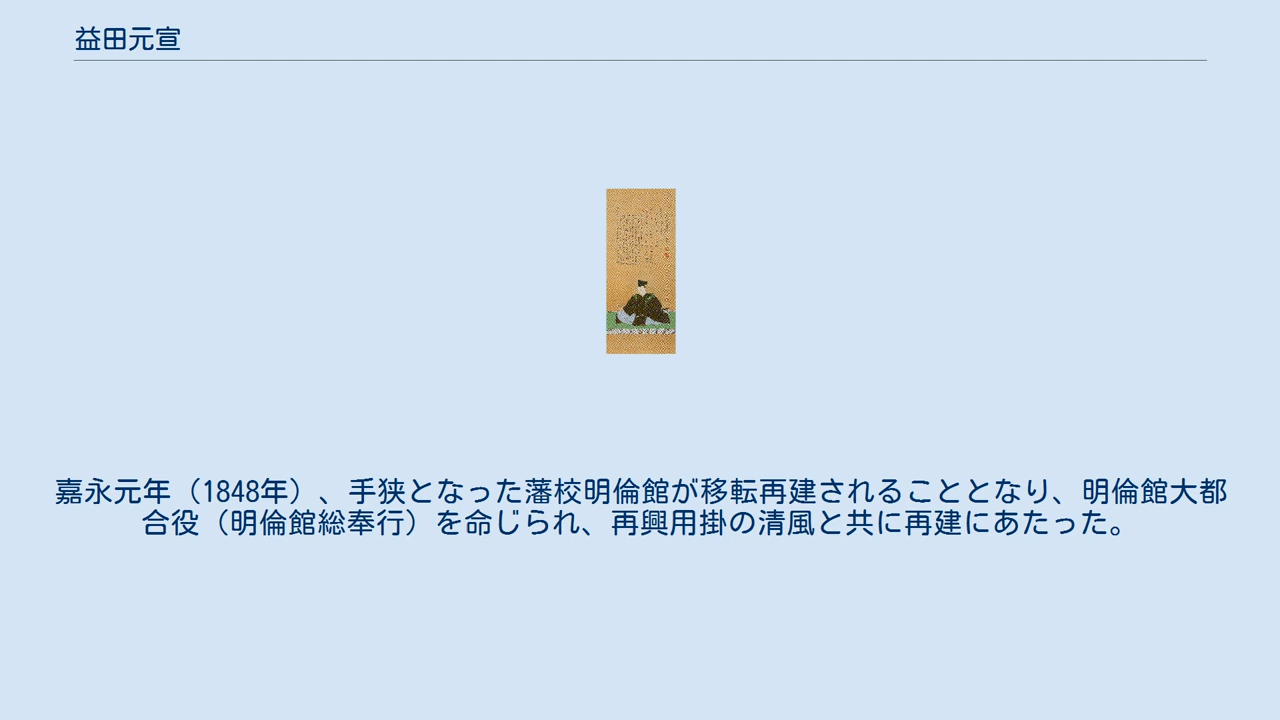 益田元宣
嘉永元年（1848年）、手狭となった藩校明倫館が移転再建されることとなり、明倫館大都
合役（明倫館総奉行）を命じられ、再興用掛の清風と共に再建にあたった。